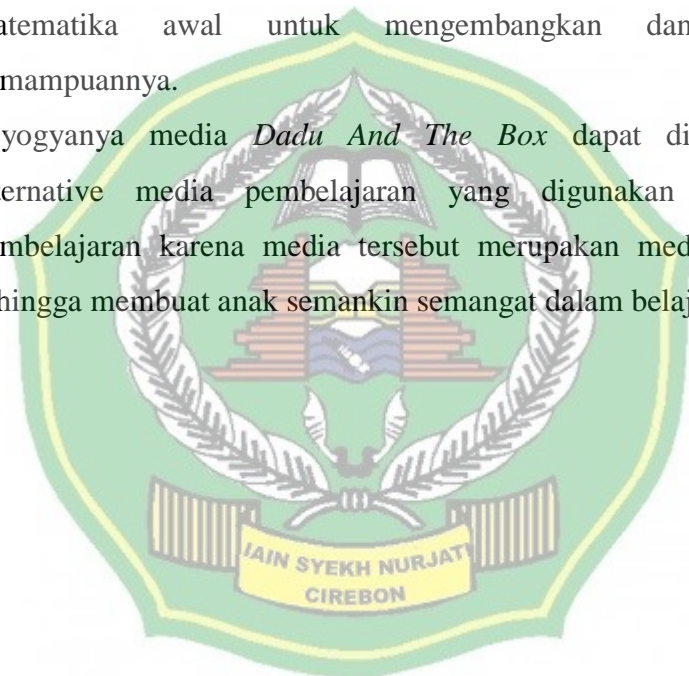 atematika awal untuk mengembangkan dan
mampuannya.
yogyanya media Dadu And The Box dapat di
ternative media pembelajaran yang digunakan
mbelajaran karena media tersebut merupakan med
hingga membuat anak semankin semangat dalam belaj
IAIN SYEKH NURJATI
CIREBON